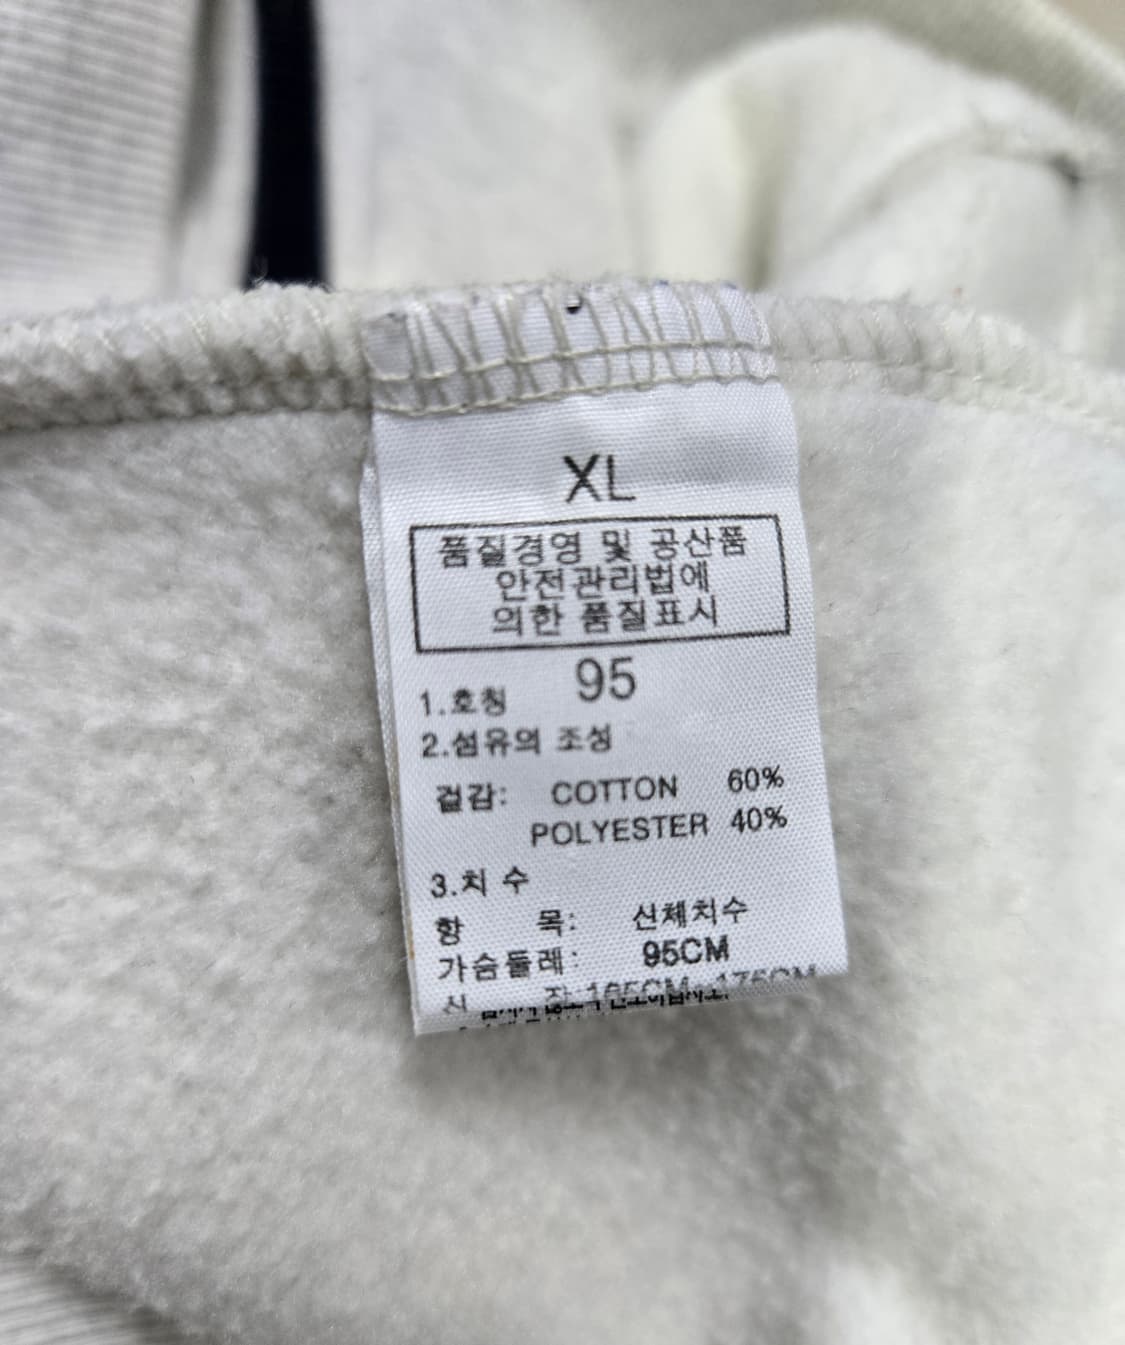 XL
품질경영 및 공산품
안전관리법에
의한 품질표시
95
1.호칭
2.섬유의 조성
겉감: COTTON 60%
POLYESTER 40%
3.치 수
항 목: 신체치수
가슴둘레: 95CM
신